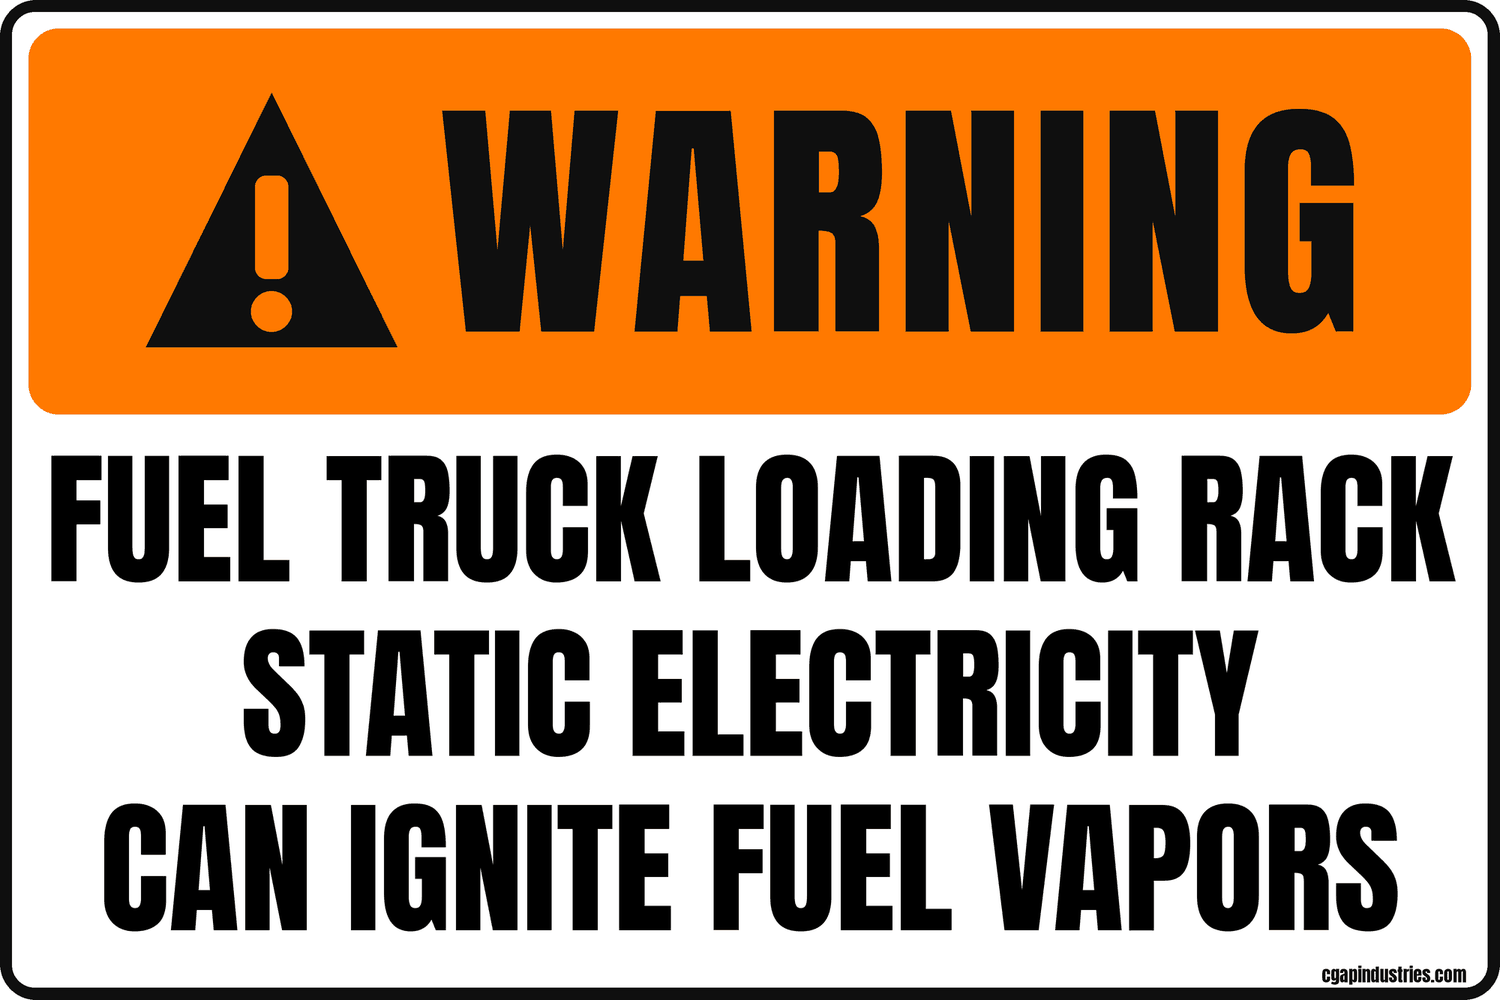 WARNING
FUEL TRUCK LOADING RACK
STATIC ELECTRICITY
CAN IGNITE FUEL VAPORS
cgapindustries.com